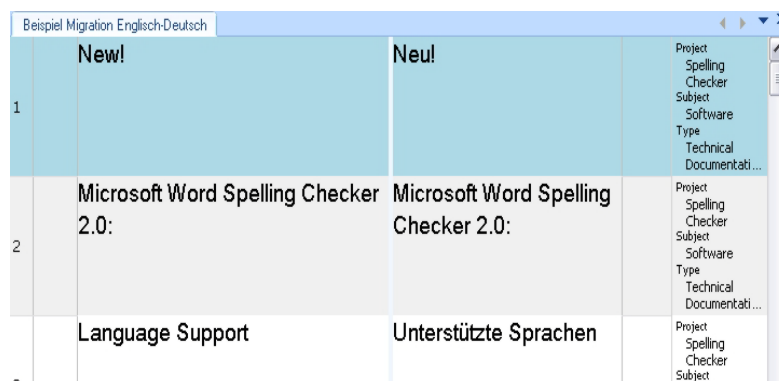 Beispiel Migration Englisch-Deutsch
1
New!
Neu!
Project
Spelling
Checker
Subject
Software
Type
Technical
Documentati...
2
Microsoft Word Spelling Checker
2.0:
Microsoft Word Spelling
Checker 2.0:
Project
Spelling
Checker
Subject
Software
Type
Technical
Documentati...
Language Support
Unterstützte Sprachen
Project
Spelling
Checker
Subject